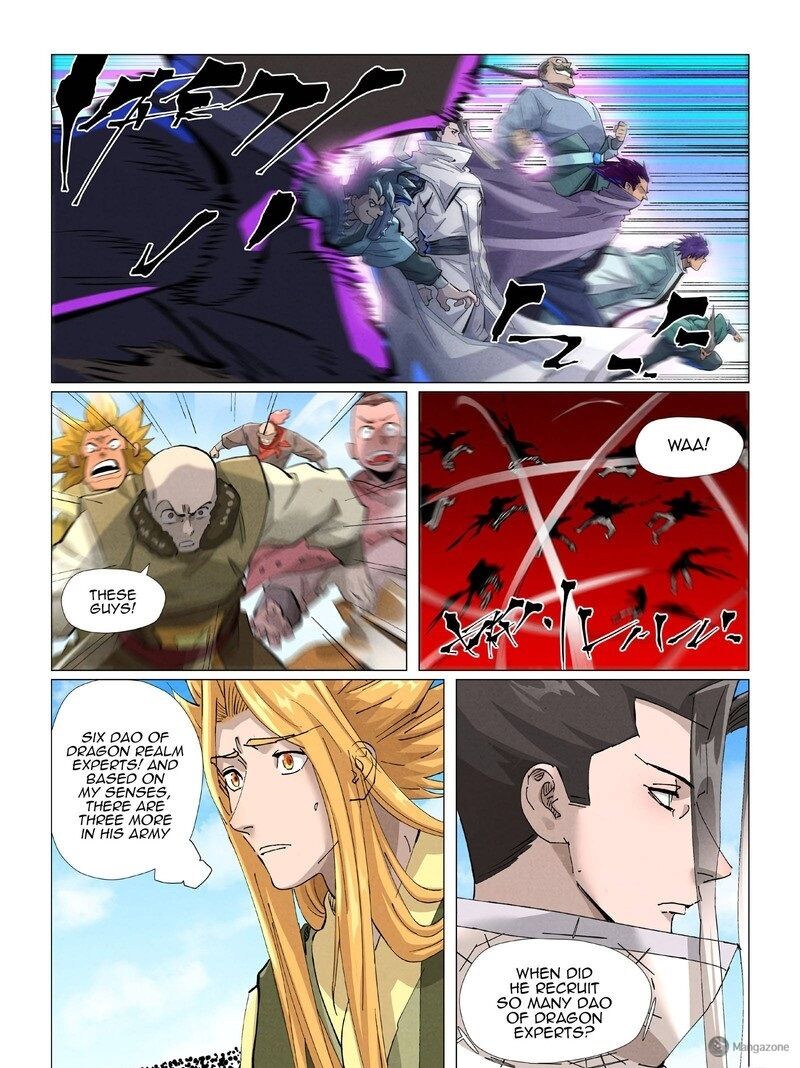 WAA!
THESE
GUYS!
SIX DAO OF
DRAGON REALM
EXPERTS! AND
BASED ON
MY SENSES,
THERE ARE
THREE MORE
IN HIS ARMY
WHEN DID
HE RECRUIT
SO MANY DAO
OF DRAGON
EXPERTS?
Mangazone